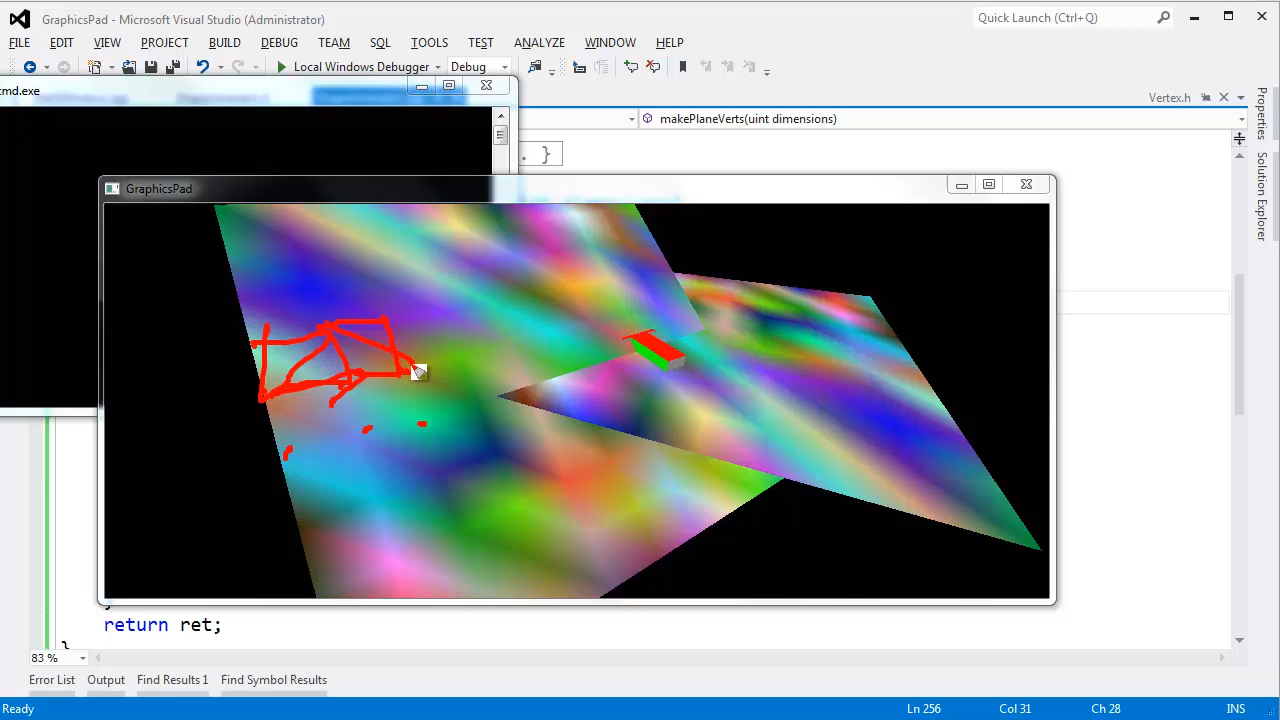 GraphicsPad - Microsoft Visual Studio (Administrator)
Quick Launch (Ctrl+Q)
FILE EDIT VIEW PROJECT BUILD DEBUG TEAM SQL TOOLS TEST ANALYZE WINDOW HELP
Local Windows Debugger Debug
cmd.exe
Vertex.h
makePlaneVerts(uint dimensions)
. }
GraphicsPad
Properties
Solution Explorer
return ret;
}
83 %
Error List Output Find Results 1 Find Symbol Results
Ready Ln 256 Col 31 Ch 28 INS